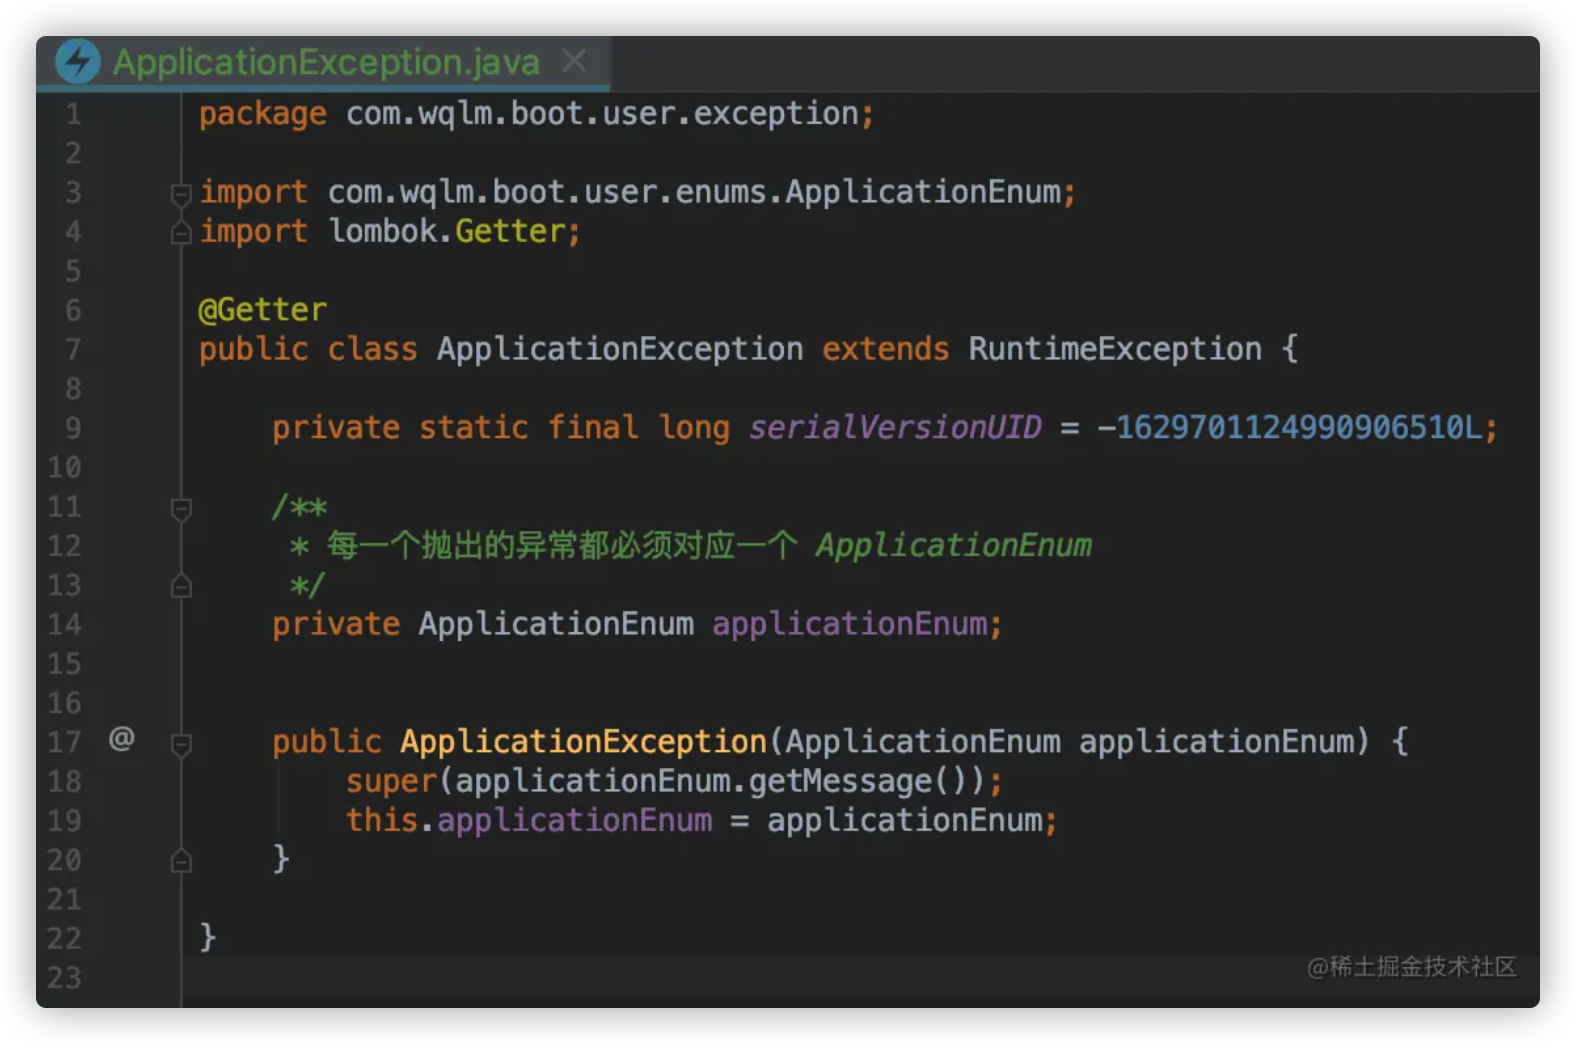 ApplicationException.java
1 package com.wqlm.boot.user.exception;
2
3 import com.wqlm.boot.user.enums.ApplicationEnum;
4 import lombok.Getter;
5
6 @Getter
7 public class ApplicationException extends RuntimeException {
8
9 private static final long serialVersionUID = -1629701124990906510L;
10
11 /**
12 * 每一个抛出的异常都必须对应一个 ApplicationEnum
13 */
14 private ApplicationEnum applicationEnum;
15
16
17 @ public ApplicationException(ApplicationEnum applicationEnum) {
18 super(applicationEnum.getMessage());
19 this.applicationEnum = applicationEnum;
20 }
21
22 }
23
@稀土掘金技术社区